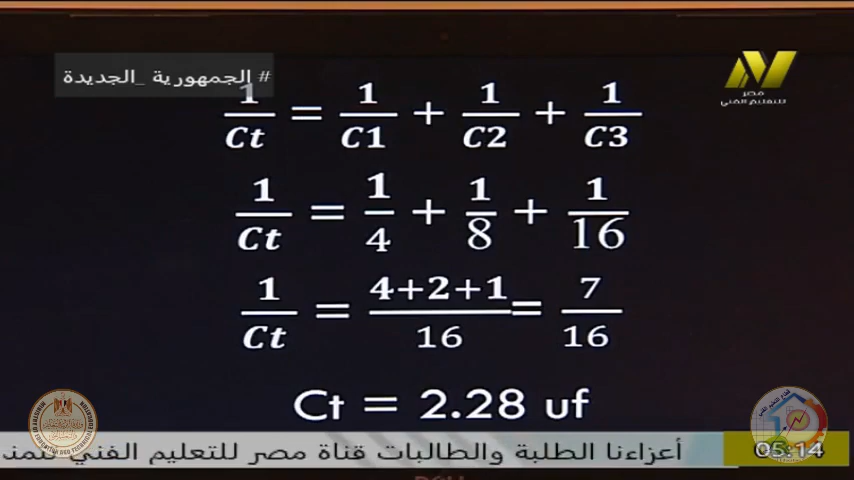 # الجمهورية _الجديدة
مصر
للتعليم الفني
1/Ct = 1/C1 + 1/C2 + 1/C3
1/Ct = 1/4 + 1/8 + 1/16
1/Ct = 4+2+1/16 = 7/16
Ct = 2.28 uf
أعزاءنا الطلبة والطالبات قناة مصر للتعليم الفني
05:14